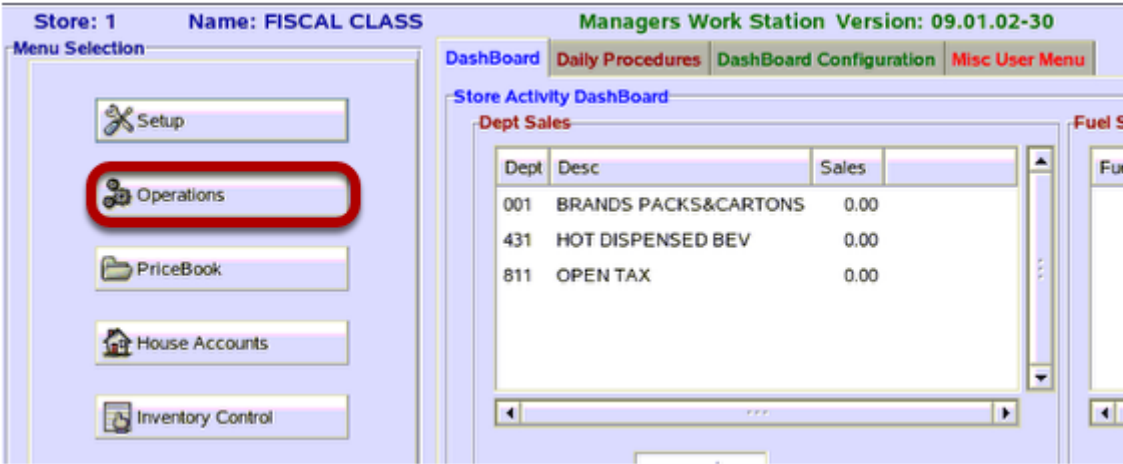 Store: 1 Name: FISCAL CLASS Managers Work Station Version: 09.01.02-30
Menu Selection
DashBoard Daily Procedures DashBoard Configuration Misc User Menu
Store Activity DashBoard
Dept Sales
Fuel S
Setup
Dept Desc Sales
Fu
Operations
001 BRANDS PACKS&CARTONS 0.00
431 HOT DISPENSED BEV 0.00
811 OPEN TAX 0.00
PriceBook
House Accounts
Inventory Control